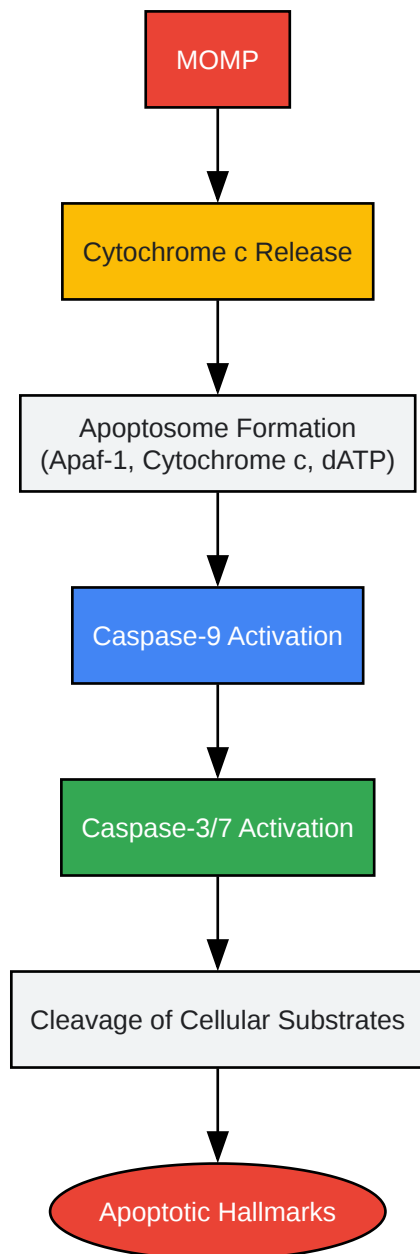 MOMP
Cytochrome c Release
Apoptosome Formation
(Apaf-1, Cytochrome c, dATP)
Caspase-9 Activation
Caspase-3/7 Activation
Cleavage of Cellular Substrates
Apoptotic Hallmarks